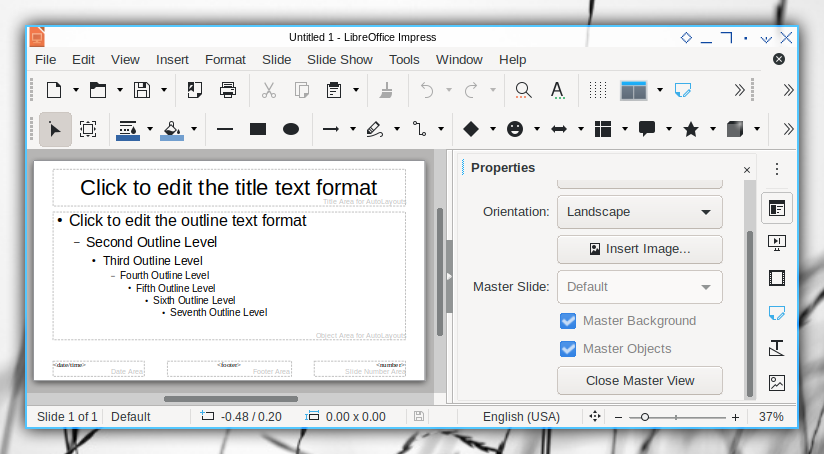 Untitled 1 - LibreOffice Impress
File Edit View Insert Format Slide Slide Show Tools Window Help
Click to edit the title text format
Title Area for AutoLayouts
• Click to edit the outline text format
– Second Outline Level
• Third Outline Level
– Fourth Outline Level
• Fifth Outline Level
• Sixth Outline Level
• Seventh Outline Level
Object Area for AutoLayouts
<date/time>
Date Area
<footer>
Footer Area
<number>
Slide Number Area
Properties
Orientation: Landscape
Insert Image...
Master Slide: Default
Master Background
Master Objects
Close Master View
Slide 1 of 1 Default -0.48 / 0.20 0.00 x 0.00 English (USA) 37%